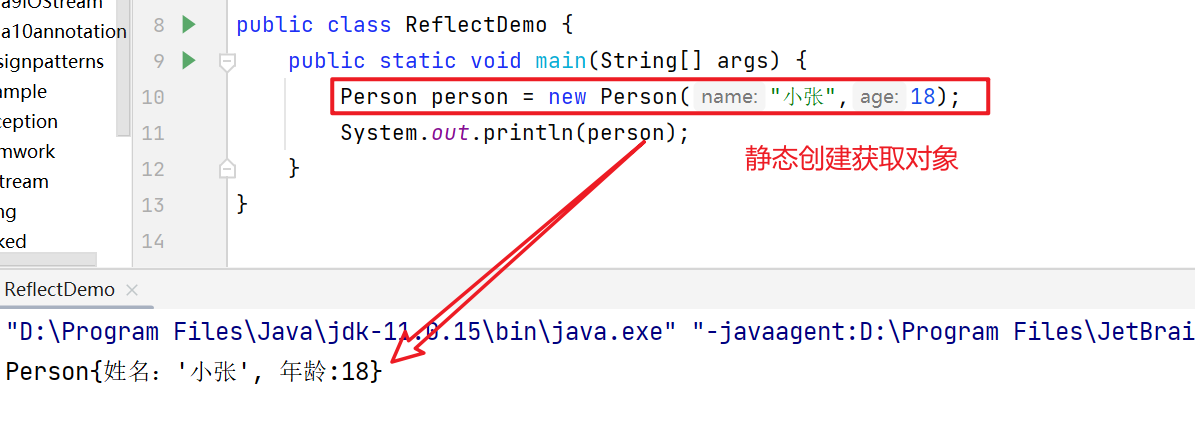 a9IOStream
a10annotation
signpatterns
ample
ception
mwork
tream
ng
ked
8 public class ReflectDemo {
9 public static void main(String[] args) {
10 Person person = new Person( name: "小张", age: 18);
11 System.out.println(person);
12 }
13 }
14
静态创建获取对象
ReflectDemo ×
"D:\Program Files\Java\jdk-11.0.15\bin\java.exe" "-javaagent:D:\Program Files\JetBrai
Person{姓名：'小张', 年龄:18}